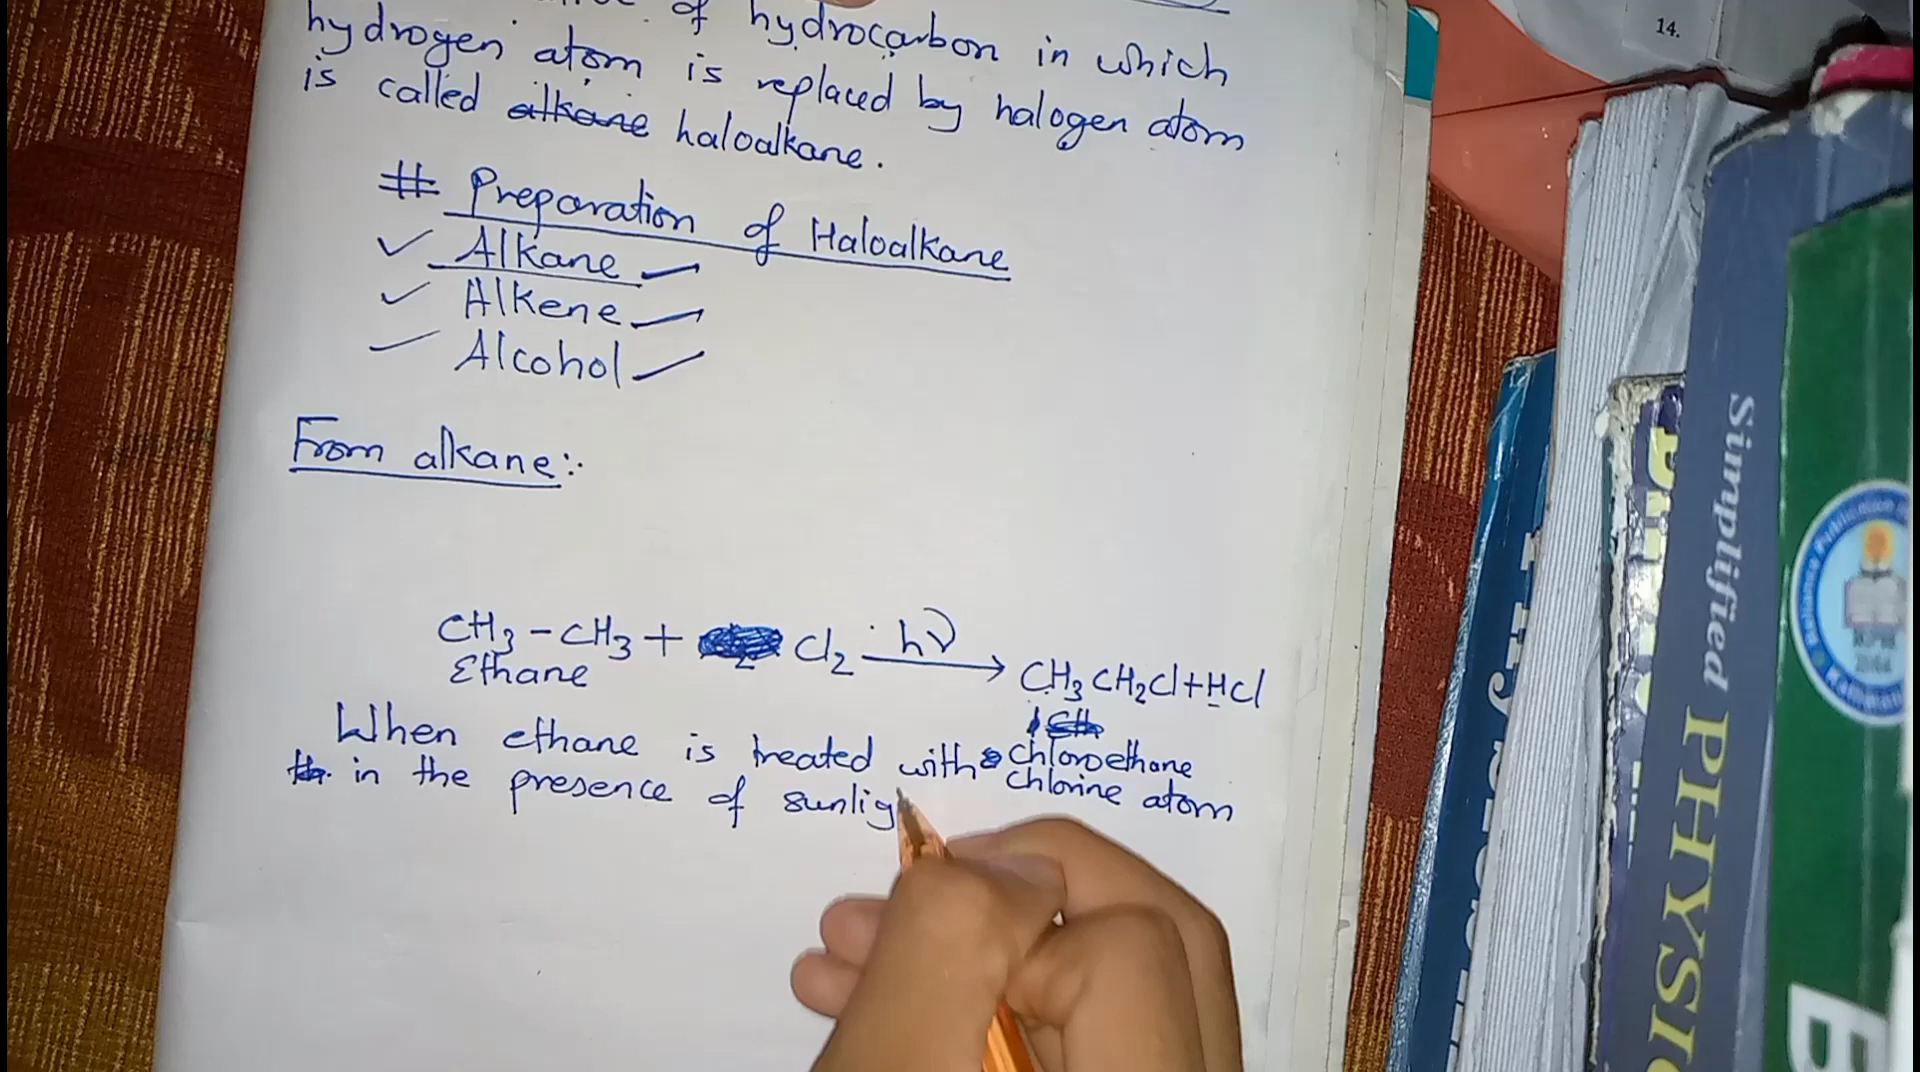 of hydrocarbon in which
hydrogen atom is replaced by halogen atom
is called alkane haloalkane.
# Preparation of Haloalkane
✓ Alkane
✓ Alkene
Alcohol
From alkane:-
CH₃-CH₃ + Cl₂ hν → CH₃CH₂Cl+HCl
Ethane
chloroethane
When ethane is treated with chlorine atom
in the presence of sunlig
14.
Simplified PHYSI